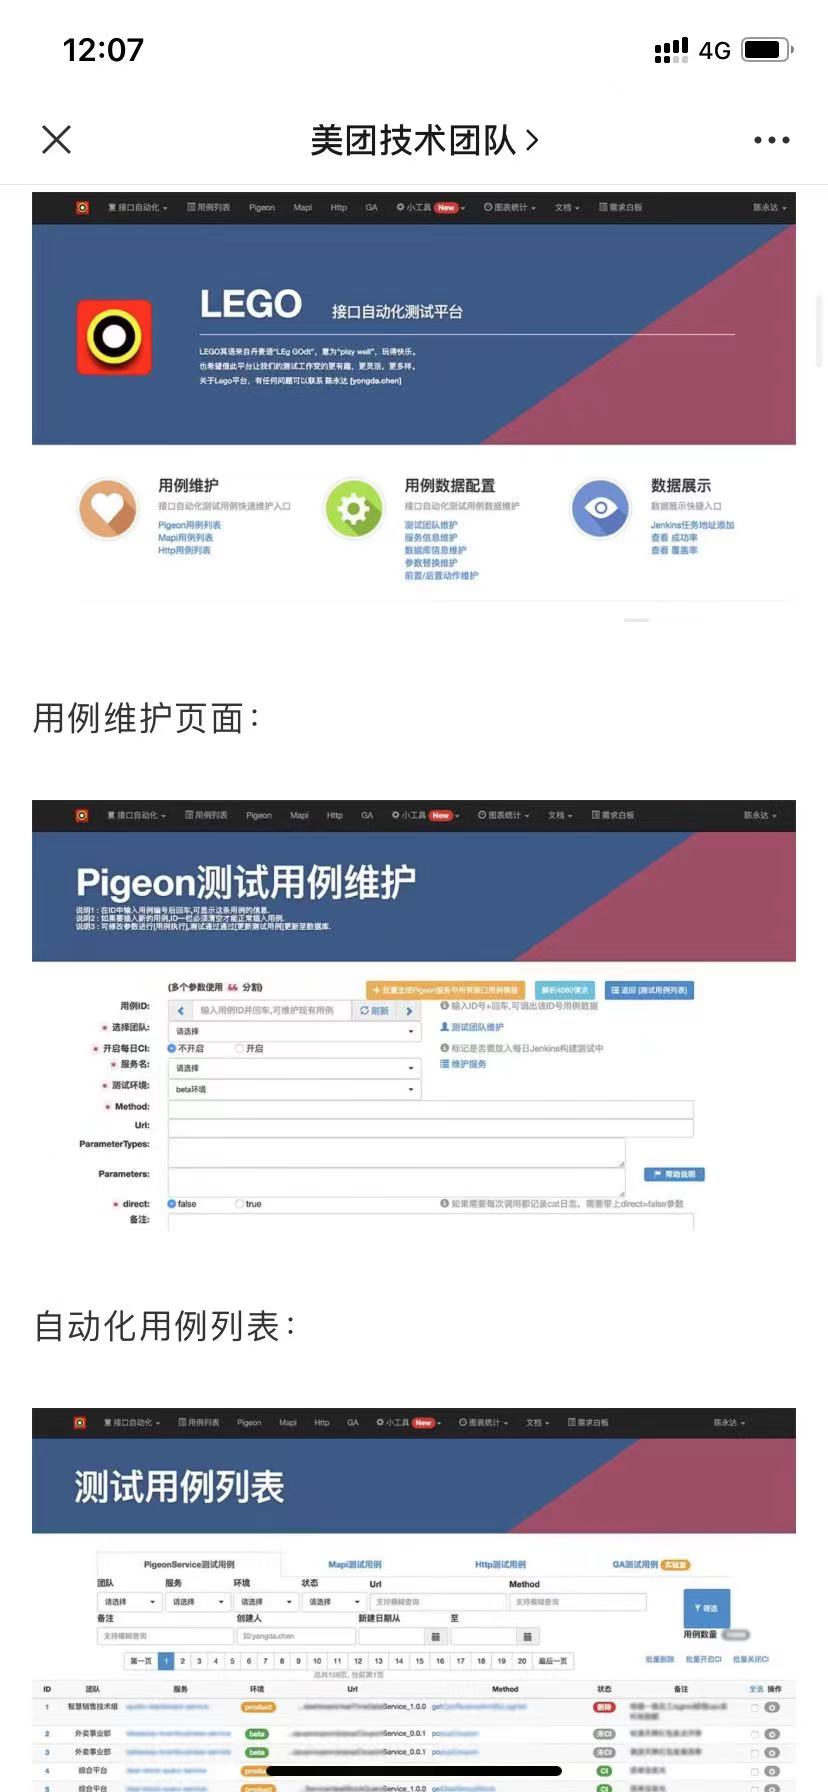 12:07
4G
美团技术团队
接口自动化 用例列表 Pigeon Mapi Http GA 小工具 New 图表统计 文档 需求白板 陈永达
LEGO 接口自动化测试平台
LEGO其语来自丹麦语“LEg GOdt”，意为“play well”，玩得快乐。
也希望借此平台让我们的测试工作变的更有趣，更灵活，更多样。
关于Lego平台，有任何问题可以联系 陈永达 [yongda.chen]
用例维护
接口自动化测试用例快速维护入口
Pigeon用例列表
Mapi用例列表
Http用例列表
用例数据配置
接口自动化测试用例数据维护
测试团队维护
服务信息维护
数据库信息维护
参数替换维护
前置/后置动作维护
数据展示
数据展示快捷入口
Jenkins任务地址添加
查看 成功率
查看 覆盖率
用例维护页面：
接口自动化 用例列表 Pigeon Mapi Http GA 小工具 New 图表统计 文档 需求白板 陈永达
Pigeon测试用例维护
说明1：在ID中输入用例编号后回车,可显示这条用例的信息.
说明2：如果要插入新的用例,ID一栏必须清空才能正常插入用例.
说明3：可修改参数进行[用例执行],测试通过通过[更新测试用例]更新至数据库.
(多个参数使用 && 分割)
批量生成Pigeon服务中所有接口用例模板 解析4080请求 返回 [测试用例列表]
用例ID: 输入用例ID并回车,可维护现有用例 刷新 输入ID号+回车,可调出该ID号用例数据
* 选择团队: 请选择 测试团队维护
* 开启每日CI: 不开启 开启 标记是否要放入每日Jenkins构建测试中
* 服务名: 请选择 维护服务
* 测试环境: beta环境
* Method:
Url:
ParameterTypes:
Parameters: 帮助说明
* direct: false true 如果需要每次调用都记录cat日志，需要带上direct=false参数
备注:
自动化用例列表：
接口自动化 用例列表 Pigeon Mapi Http GA 小工具 New 图表统计 文档 需求白板 陈永达
测试用例列表
PigeonService测试用例 Mapi测试用例 Http测试用例 GA测试用例 实验室
团队 服务 环境 状态 Url Method
请选择 请选择 请选择 请选择 支持模糊查询 支持模糊查询
筛选
备注 创建人 新建日期从 至
支持模糊查询 如:yongda.chen
用例数量
第一页 1 2 3 4 5 6 7 8 9 10 11 12 13 14 15 16 17 18 19 20 最后一页
批量删除 批量开启CI 批量关闭CI
总共156页, 当前第1页
ID 团队 服务 环境 Url Method 状态 备注 全选 操作
1 智慧销售技术组 product Service_1.0.0 删除
2 外卖事业部 beta Service_0.0.1 未CI
3 外卖事业部 beta Service_0.0.1 未CI
4 综合平台 Service_1.0.0 CI
5 综合平台 product Service_1.0.0 CI